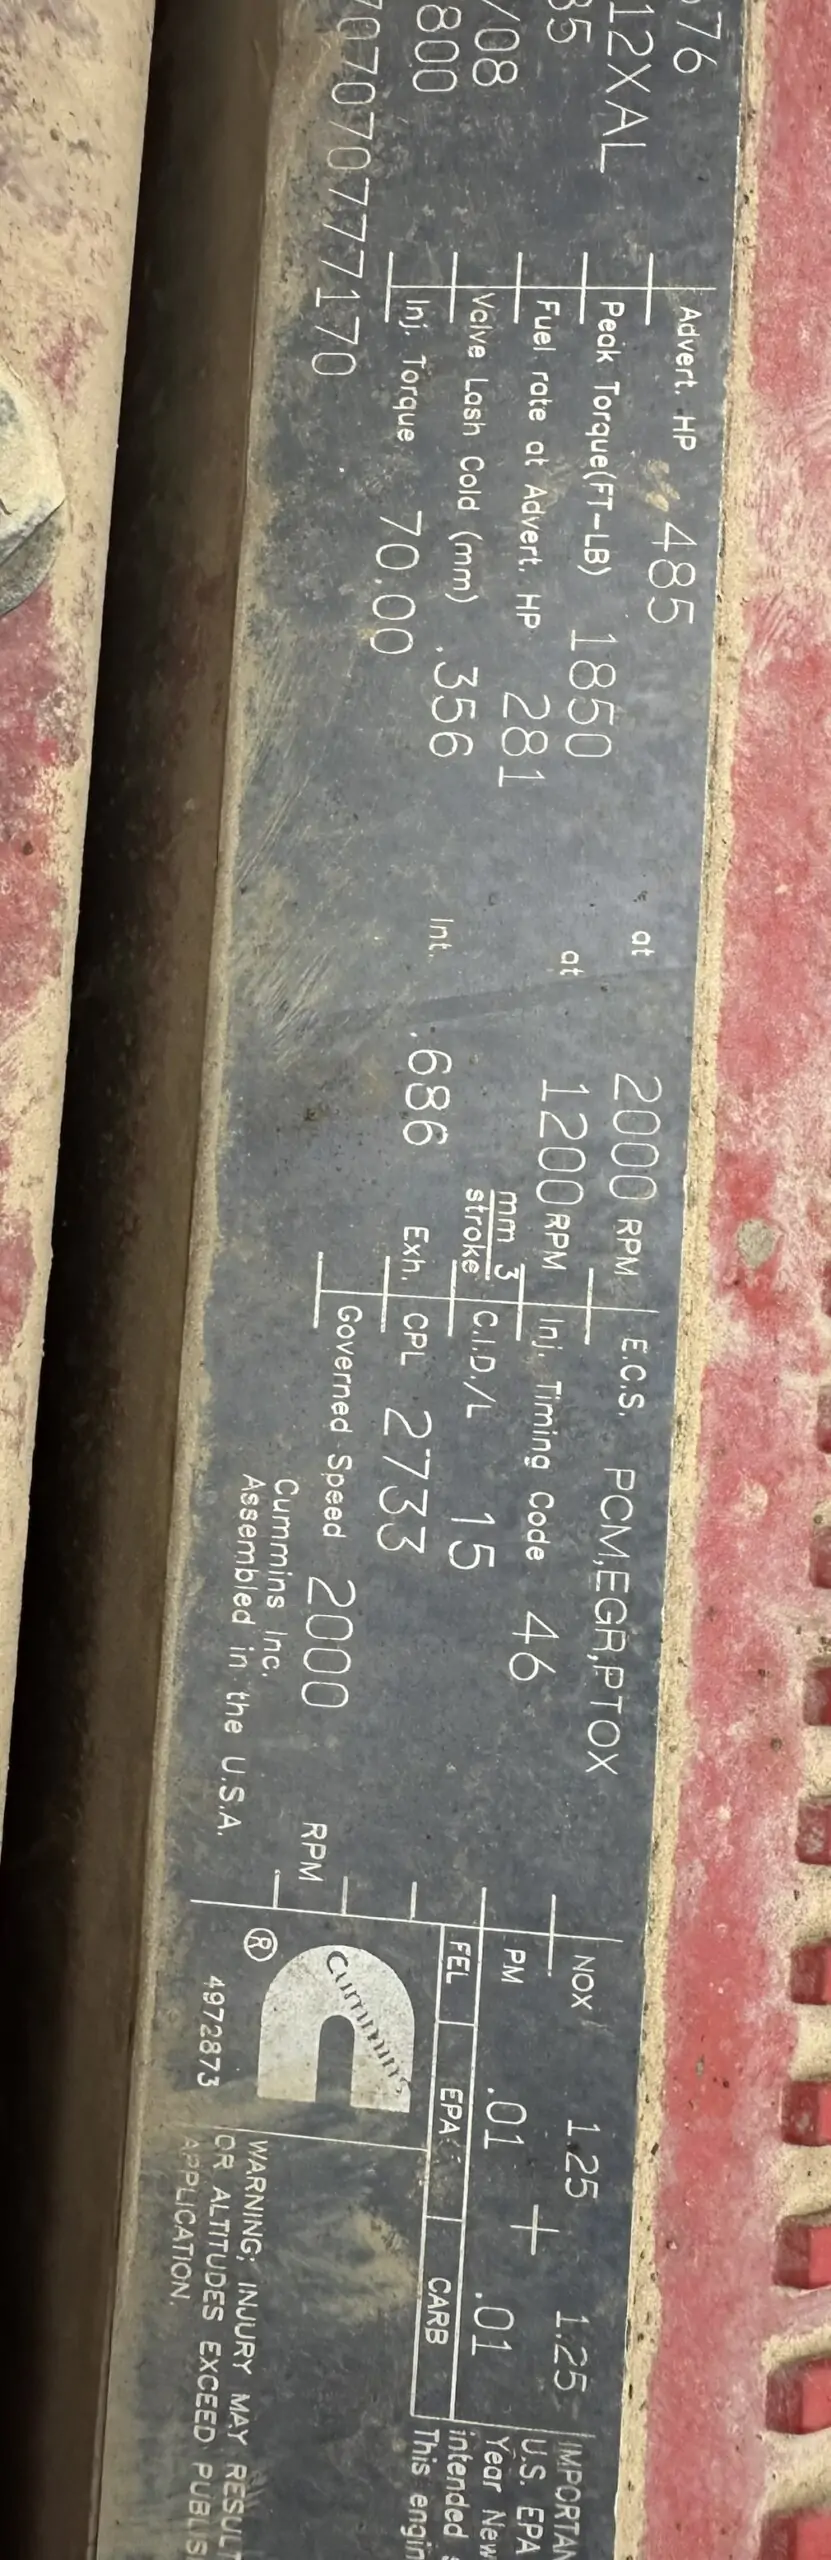 76
12XAL
35
/08
800
70707077717​0
Advert. HP 485 at 2000 RPM
Peak Torque(FT-LB) 1850 at 1200 RPM
Fuel rate at Advert. HP 281 mm 3 stroke
Valve Lash Cold (mm) .356 Int. .686 Exh.
Inj. Torque 70.00
E.C.S. PCM,EGR,PTOX
Inj. Timing Code 46
C.I.D./L 15
CPL 2733
Governed Speed 2000 RPM
Cummins Inc.
Assembled in the U.S.A.
NOX 1.25 + 1.25
PM .01 .01
FEL EPA CARB
Cummins
® 4972873
IMPORTAN
U.S. EPA
Year New
intended
This engin
WARNING: INJURY MAY RESULT
OR ALTITUDES EXCEED PUBLIS
APPLICATION.